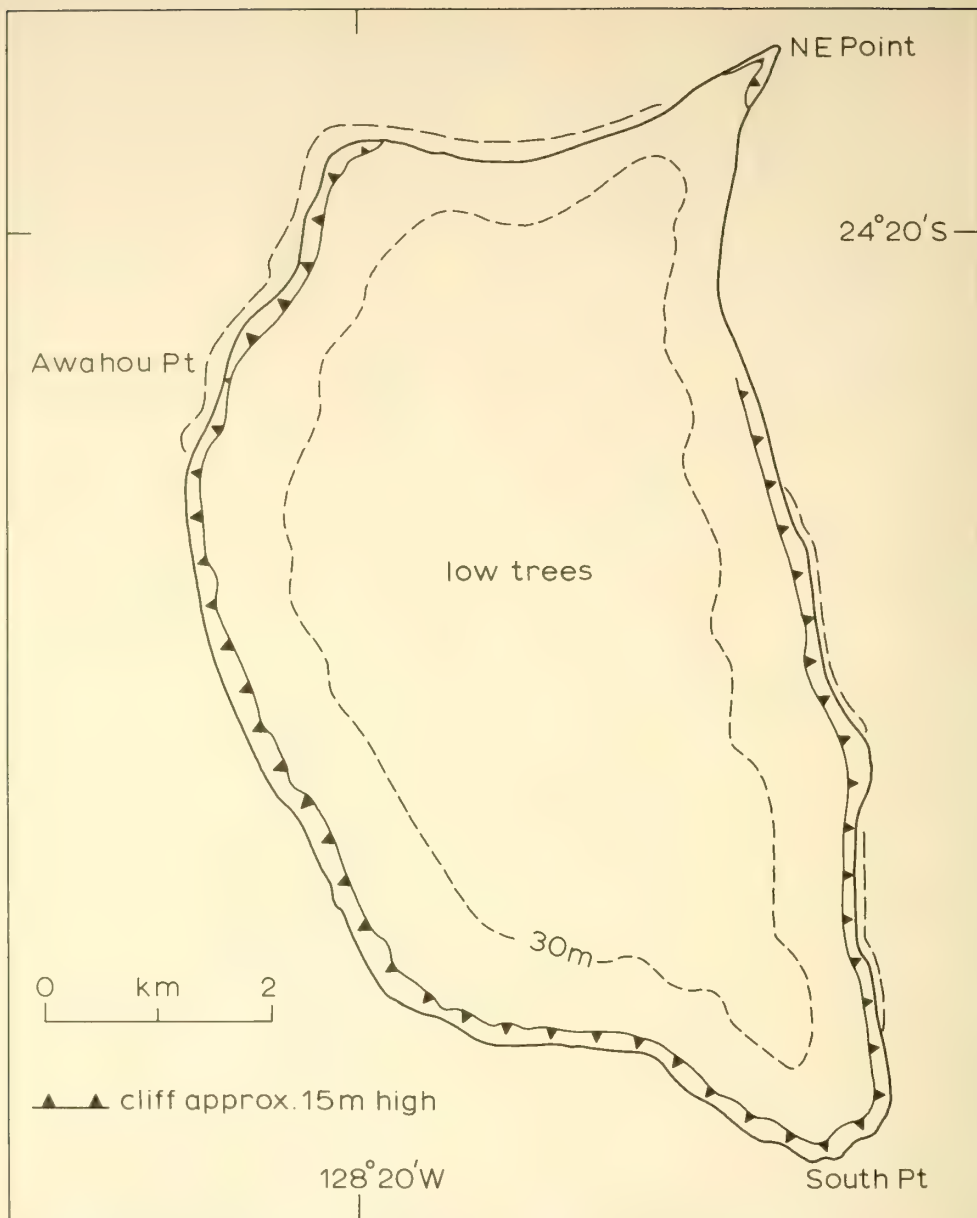 NE Point
24°20'S
Awahou Pt
low trees
30m
0 km 2
cliff approx. 15m high
128°20'W
South Pt